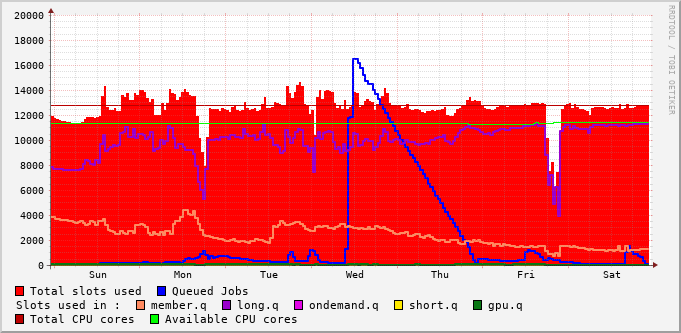 20000
18000
16000
14000
12000
10000
8000
6000
4000
2000
0
Sun Mon Tue Wed Thu Fri Sat
RRDTOOL / TOBI OETIKER
Total slots used Queued Jobs
Slots used in : member.q long.q ondemand.q short.q gpu.q
Total CPU cores Available CPU cores